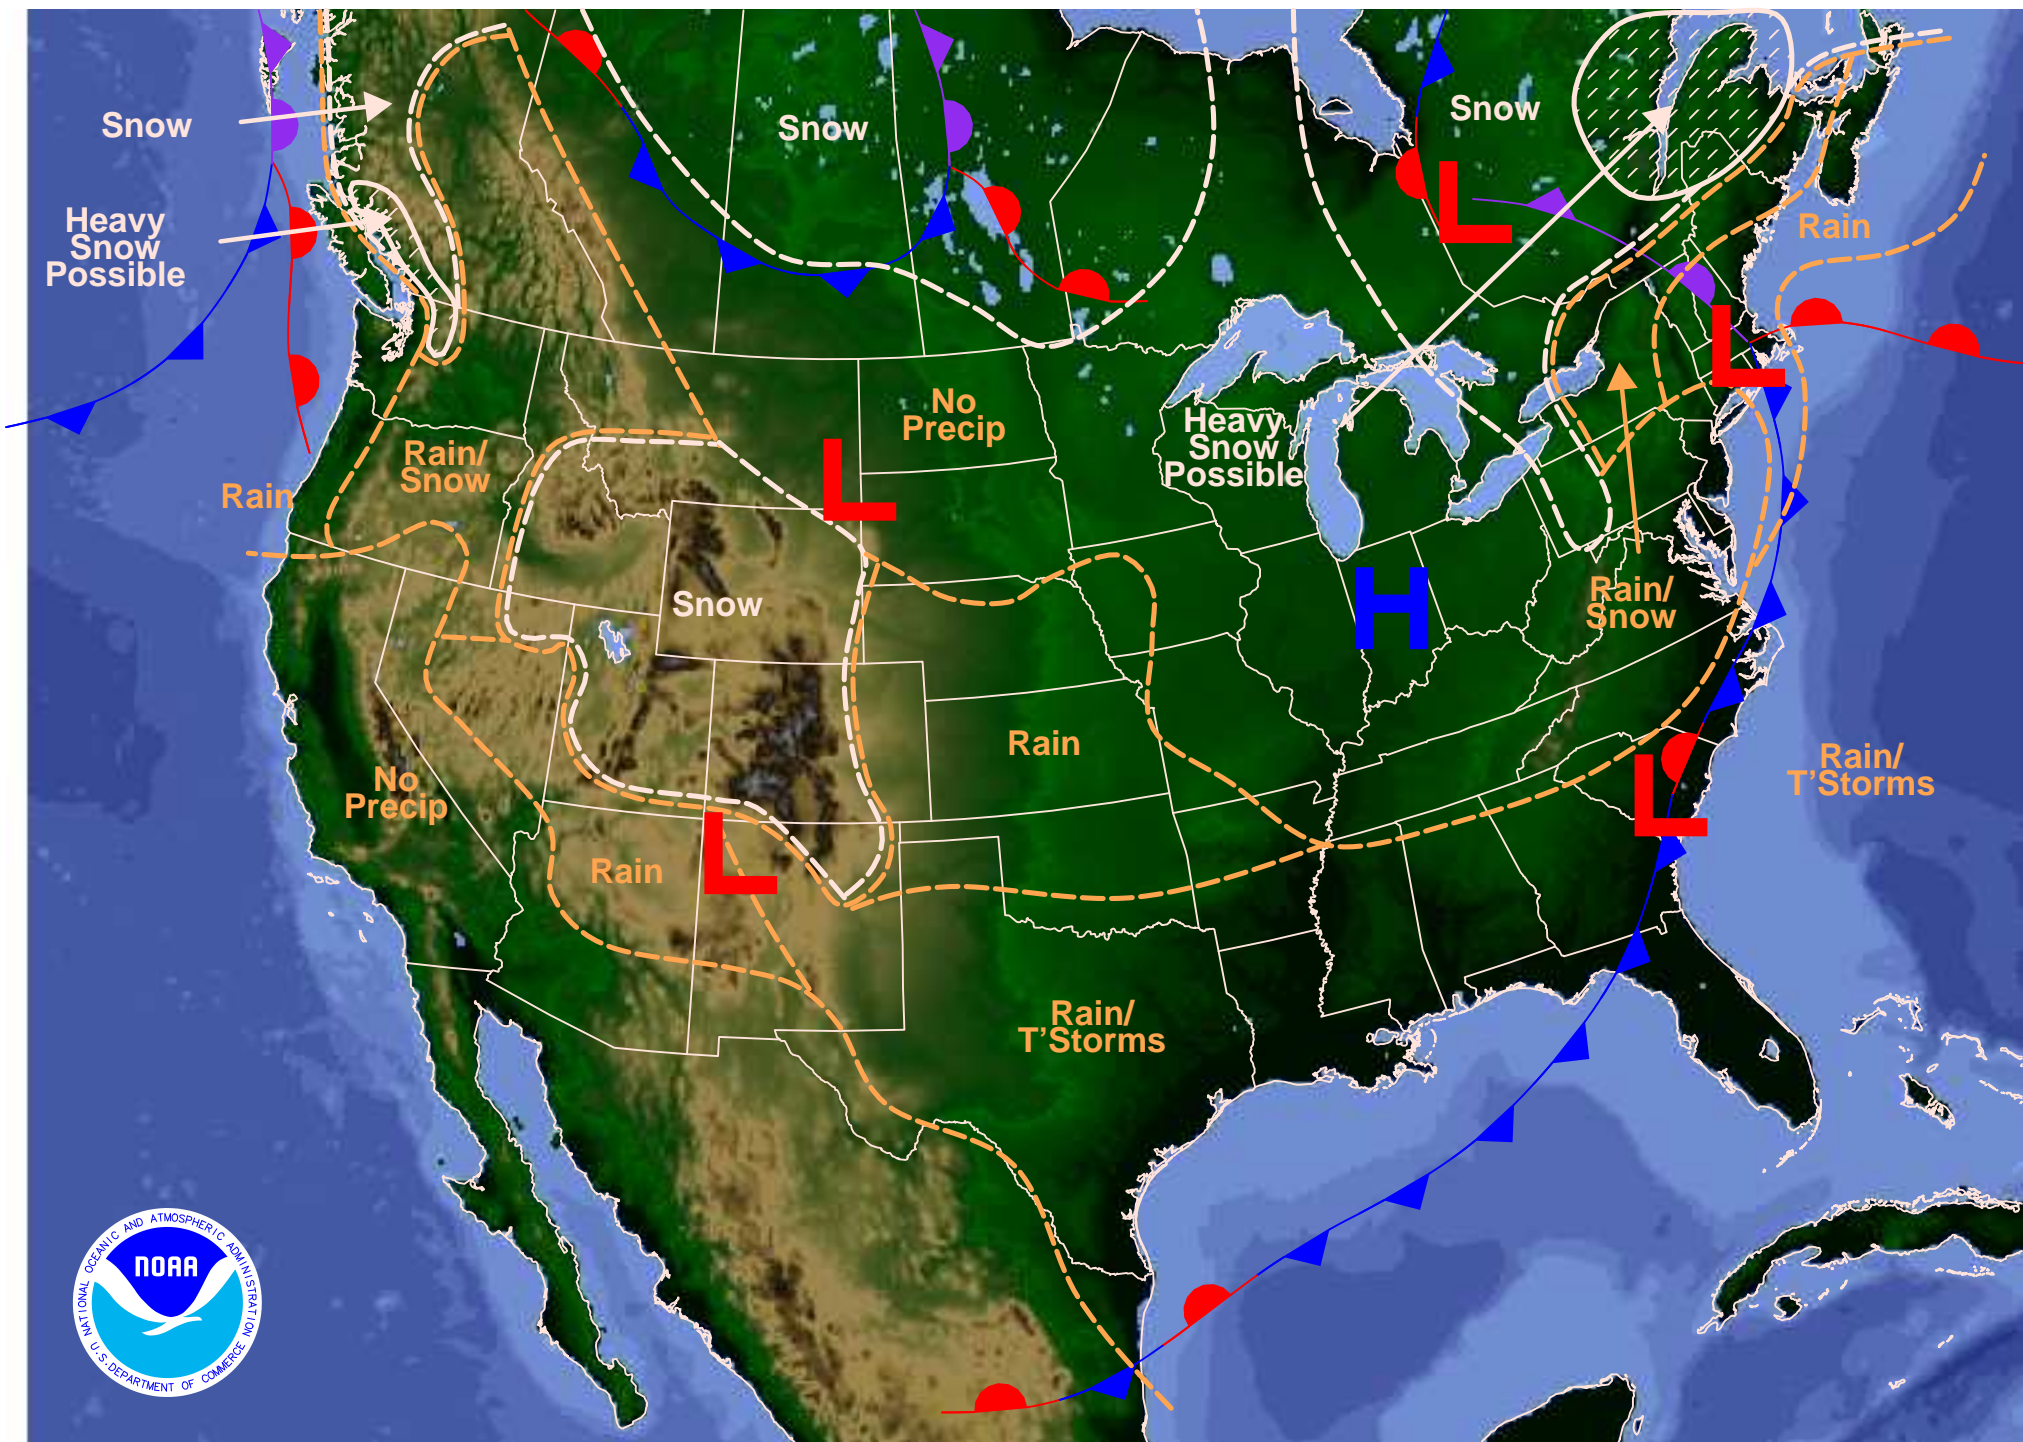 Snow
Snow
Snow
Heavy
Snow
Possible
Rain
No
Precip
Heavy
Snow
Possible
Rain/
Snow
Rain
Snow
Rain/
Snow
Rain
No
Precip
Rain/
T'Storms
Rain
Rain/
T'Storms
L
L
L
H
L
L
NATIONAL OCEANIC AND ATMOSPHERIC ADMINISTRATION
NOAA
U.S. DEPARTMENT OF COMMERCE